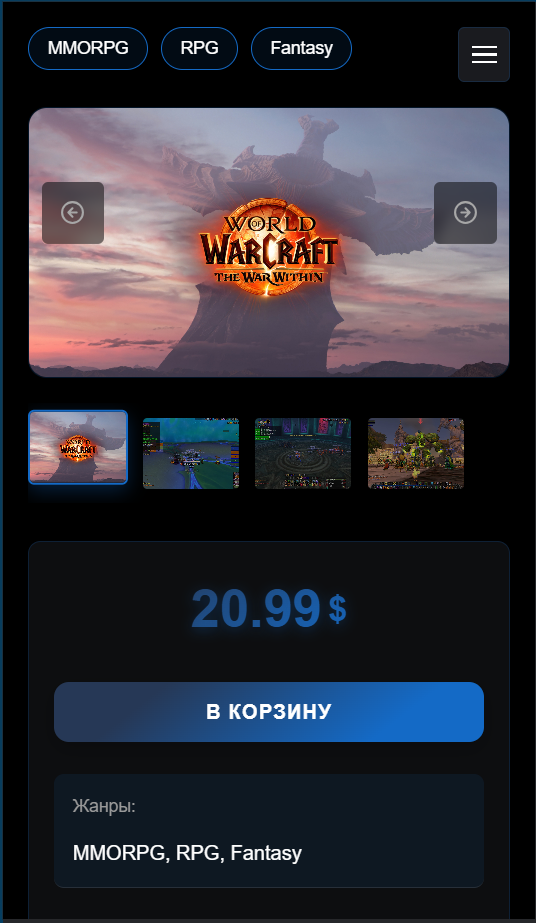 MMORPG RPG Fantasy
WORLD
OF
WARCRAFT
THE WAR WITHIN
20.99 $
В КОРЗИНУ
Жанры:
MMORPG, RPG, Fantasy